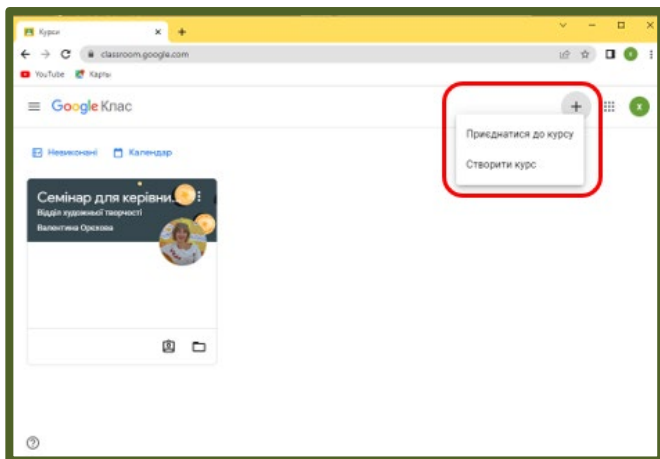 Курси
classroom.google.com
YouTube Карты
Google Клас
Приєднатися до курсу
Створити курс
Невиконані Календар
Семінар для керівни...
Відділ художньої творчості
Валентина Орєхова